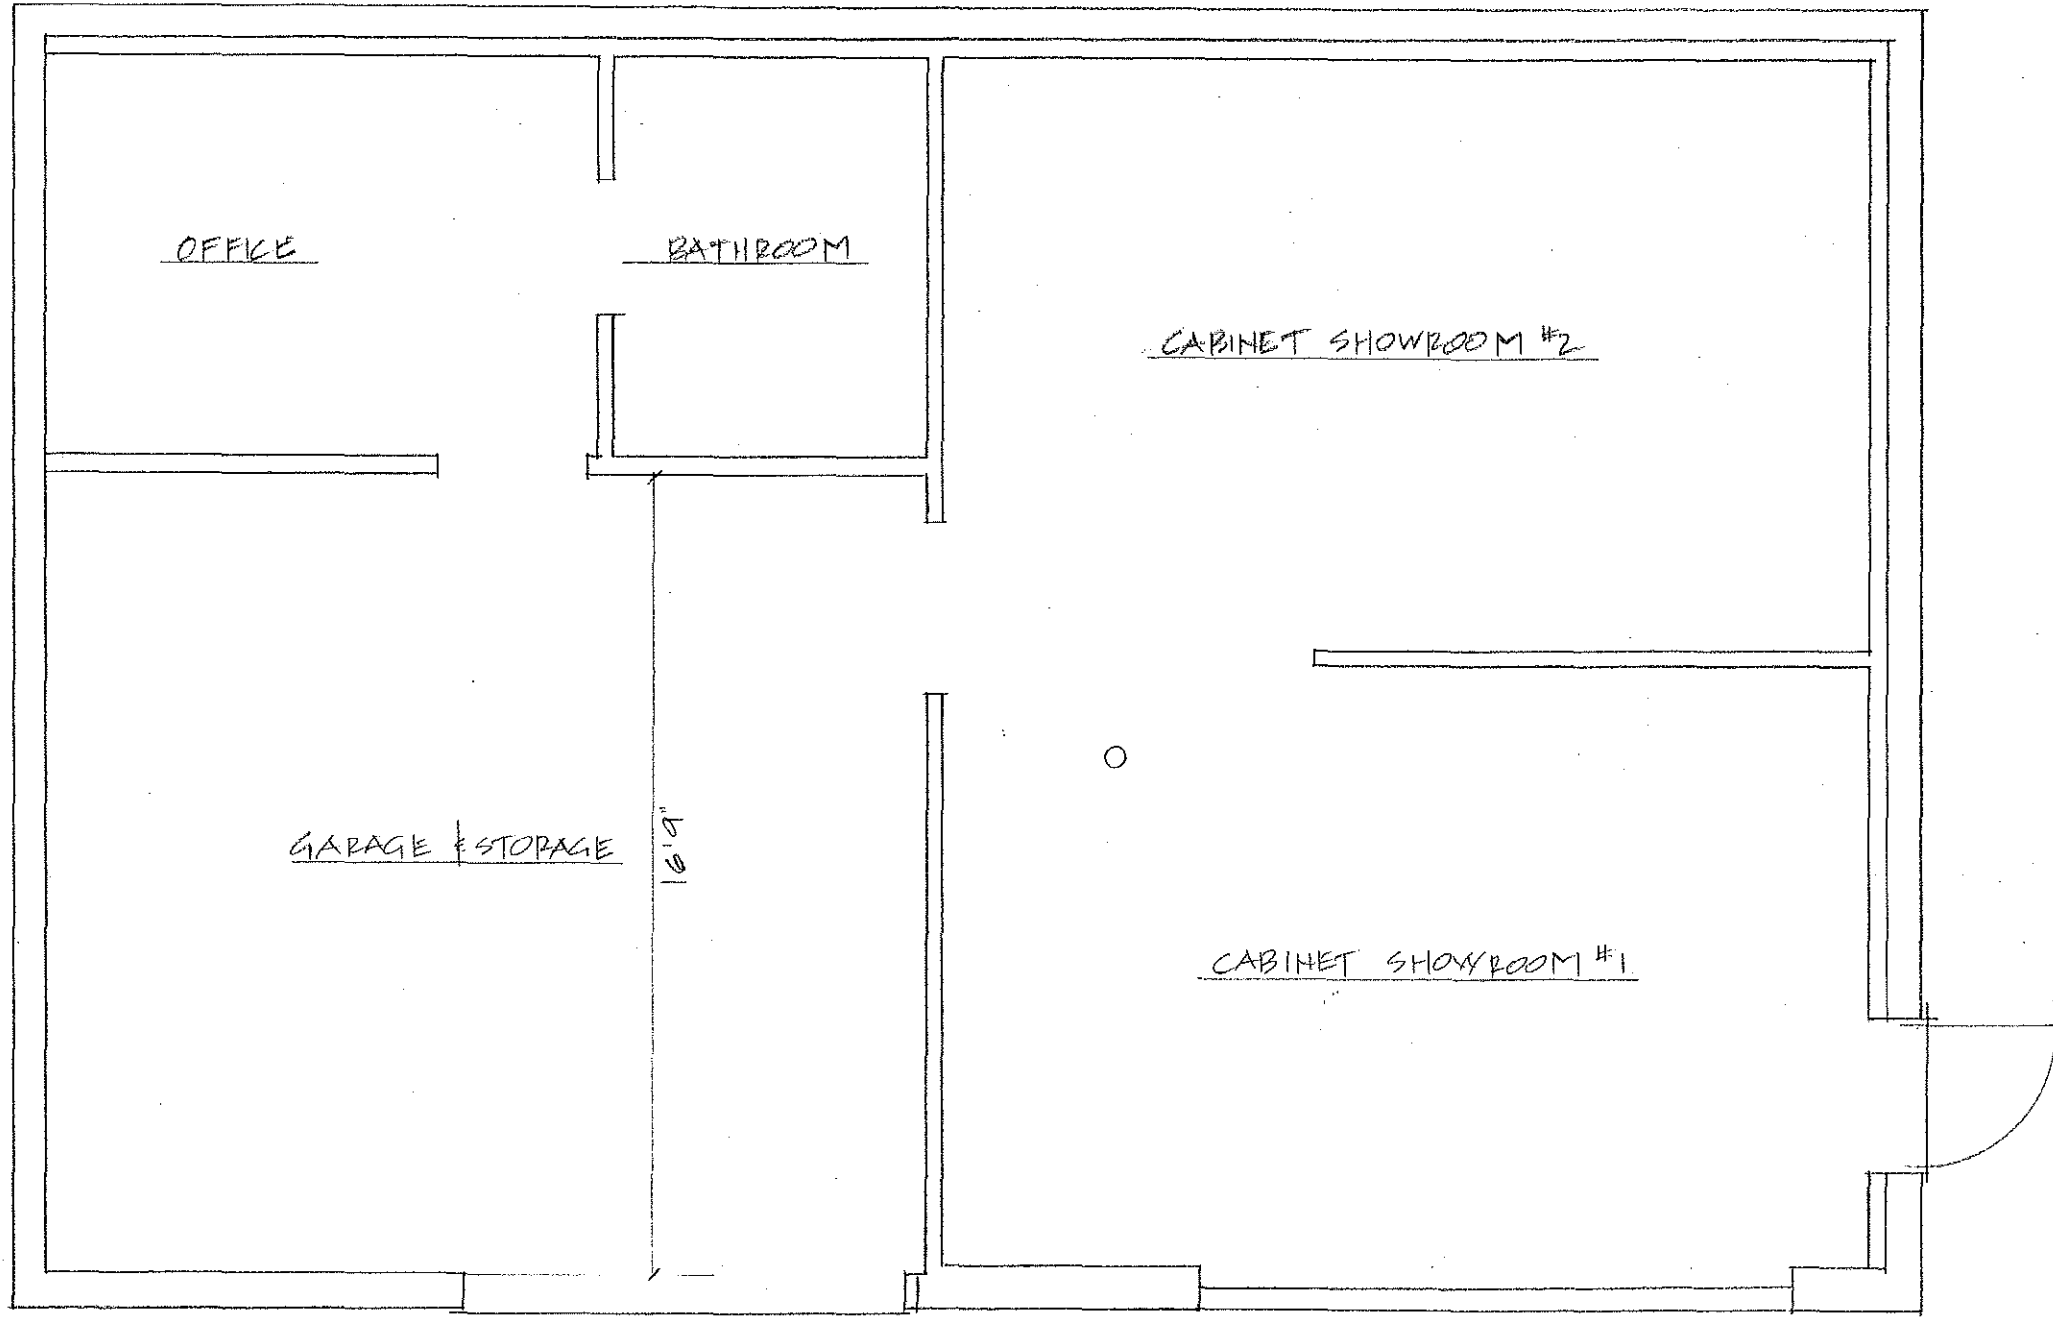 OFFICE
BATHROOM
CABINET SHOWROOM #2
GARAGE & STORAGE
16'9"
CABINET SHOWROOM #1